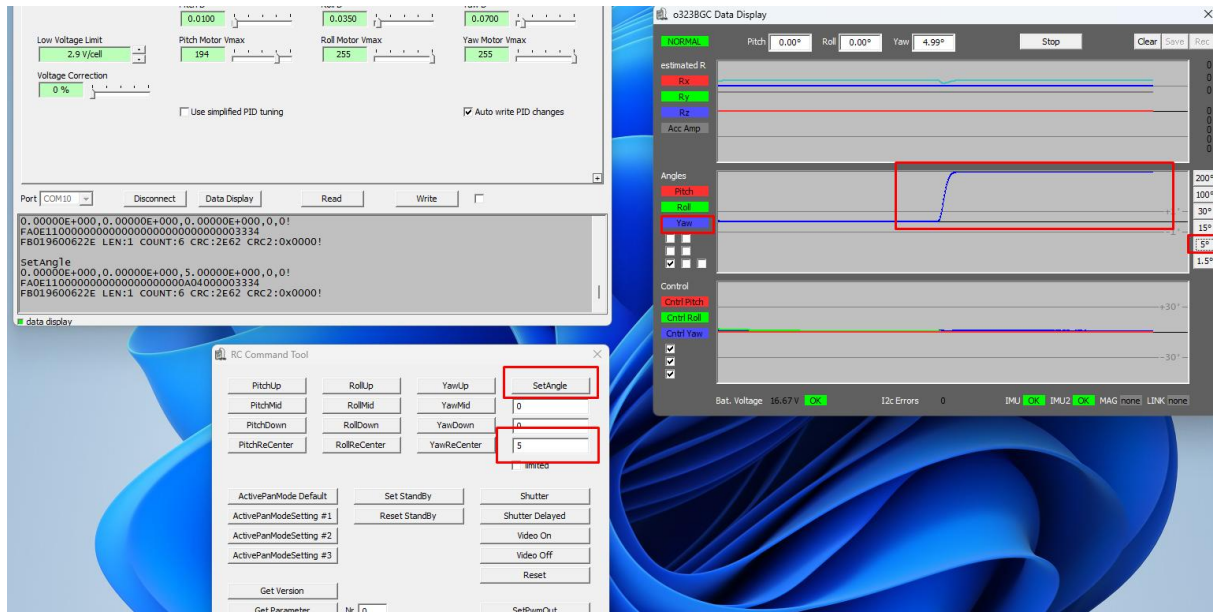 0.0100
0.0350
0.0700
Low Voltage Limit
Pitch Motor Vmax
Roll Motor Vmax
Yaw Motor Vmax
2.9 V/cell
194
255
255
Voltage Correction
0 %
Use simplified PID tuning
Auto write PID changes
Port COM10 Disconnect Data Display Read Write
0.00000E+000,0.00000E+000,0.00000E+000,0,0!
FB019600622E LEN:1 COUNT:6 CRC:2E62 CRC2:0x0000!
SetAngle
0.00000E+000,0.00000E+000,5.00000E+000,0,0!
FB019600622E LEN:1 COUNT:6 CRC:2E62 CRC2:0x0000!
data display
o323BGC Data Display
NORMAL Pitch 0.00° Roll 0.00° Yaw 4.99° Stop Clear Save Rec
estimated R
Rx
Ry
Rz
Acc Amp
0
0
0
0
0
0
0
Angles
Pitch
Roll
Yaw
+1°
-1°
200°
100°
30°
15°
5°
1.5°
Control
Cntrl Pitch
Cntrl Roll
Cntrl Yaw
+30°
-30°
Bat. Voltage 16.67 V OK I2c Errors 0 IMU OK IMU2 OK MAG none LINK none
RC Command Tool
PitchUp RollUp YawUp SetAngle
PitchMid RollMid YawMid 0
PitchDown RollDown YawDown 0
PitchReCenter RollReCenter YawReCenter 5
limited
ActivePanMode Default Set StandBy Shutter
ActivePanModeSetting #1 Reset StandBy Shutter Delayed
ActivePanModeSetting #2 Video On
ActivePanModeSetting #3 Video Off
Reset
Get Version
Get Parameter Nr 0 SetPwmOut